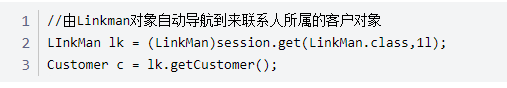 1 //由Linkman对象自动导航到来联系人所属的客户对象
2 LInkMan lk = (LinkMan)session.get(LinkMan.class,1l);
3 Customer c = lk.getCustomer();